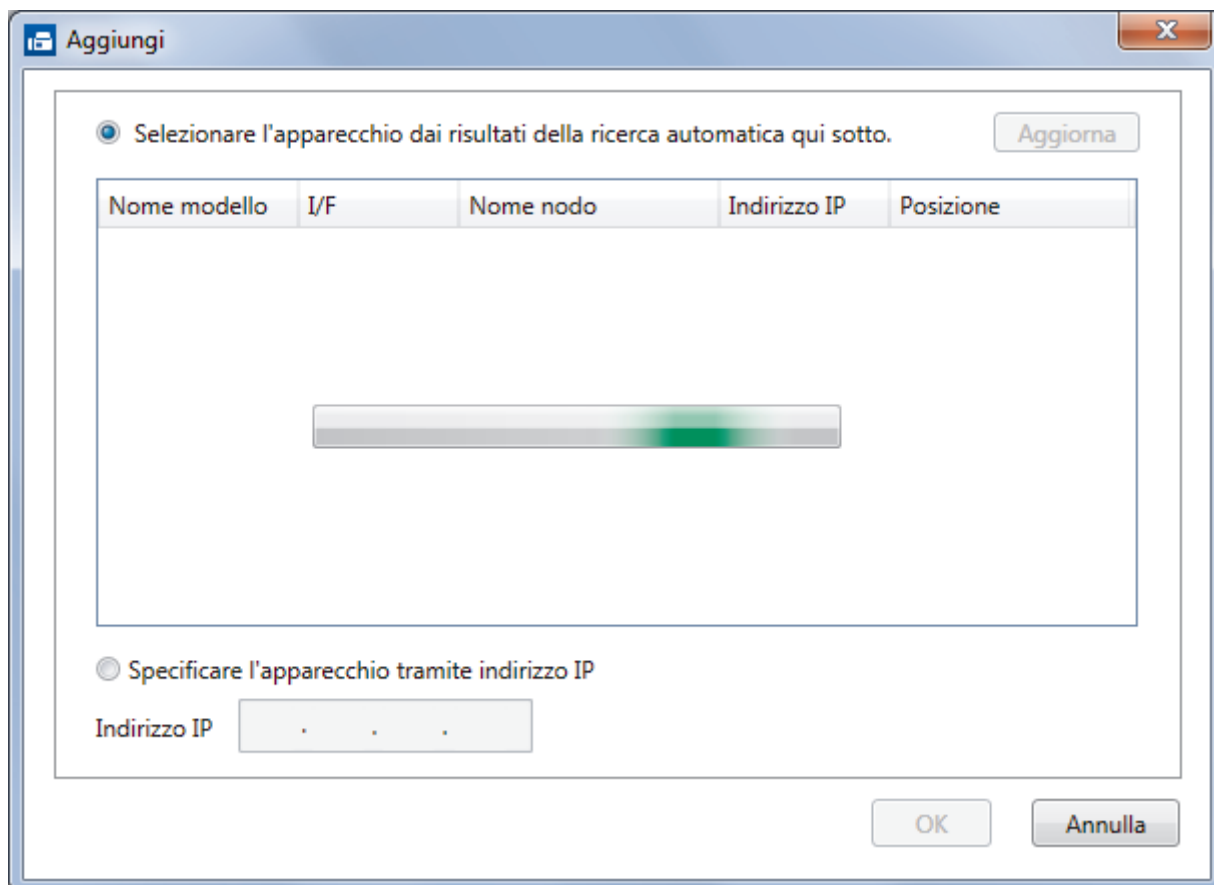 Aggiungi
Selezionare l'apparecchio dai risultati della ricerca automatica qui sotto.
Aggiorna
Nome modello I/F Nome nodo Indirizzo IP Posizione
Specificare l'apparecchio tramite indirizzo IP
Indirizzo IP . . .
OK Annulla